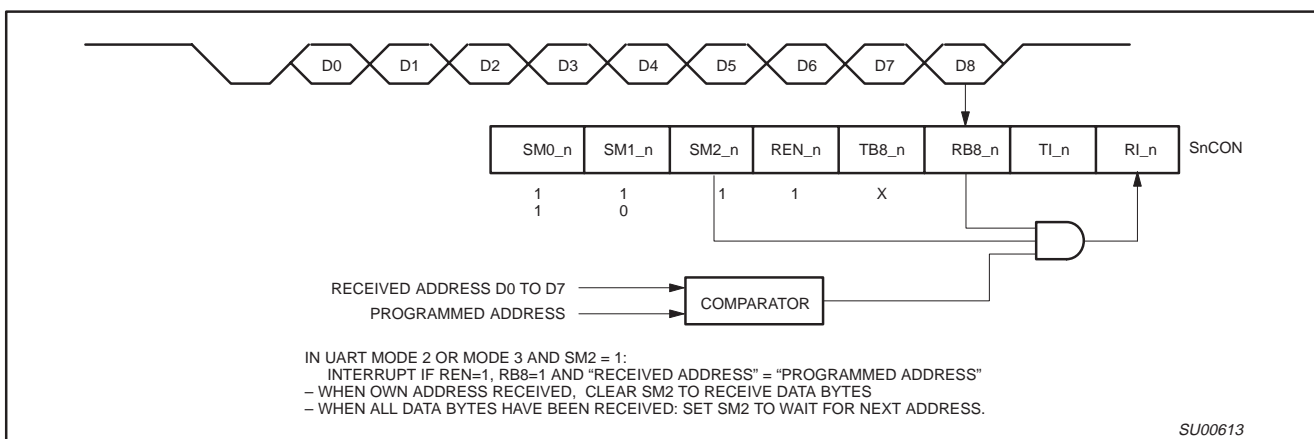 D0 D1 D2 D3 D4 D5 D6 D7 D8
SM0_n SM1_n SM2_n REN_n TB8_n RB8_n TI_n RI_n SnCON
1 1 1 1 X
1 0
RECEIVED ADDRESS D0 TO D7
COMPARATOR
PROGRAMMED ADDRESS
IN UART MODE 2 OR MODE 3 AND SM2 = 1:
INTERRUPT IF REN=1, RB8=1 AND “RECEIVED ADDRESS” = “PROGRAMMED ADDRESS”
– WHEN OWN ADDRESS RECEIVED, CLEAR SM2 TO RECEIVE DATA BYTES
– WHEN ALL DATA BYTES HAVE BEEN RECEIVED: SET SM2 TO WAIT FOR NEXT ADDRESS.
SU00613